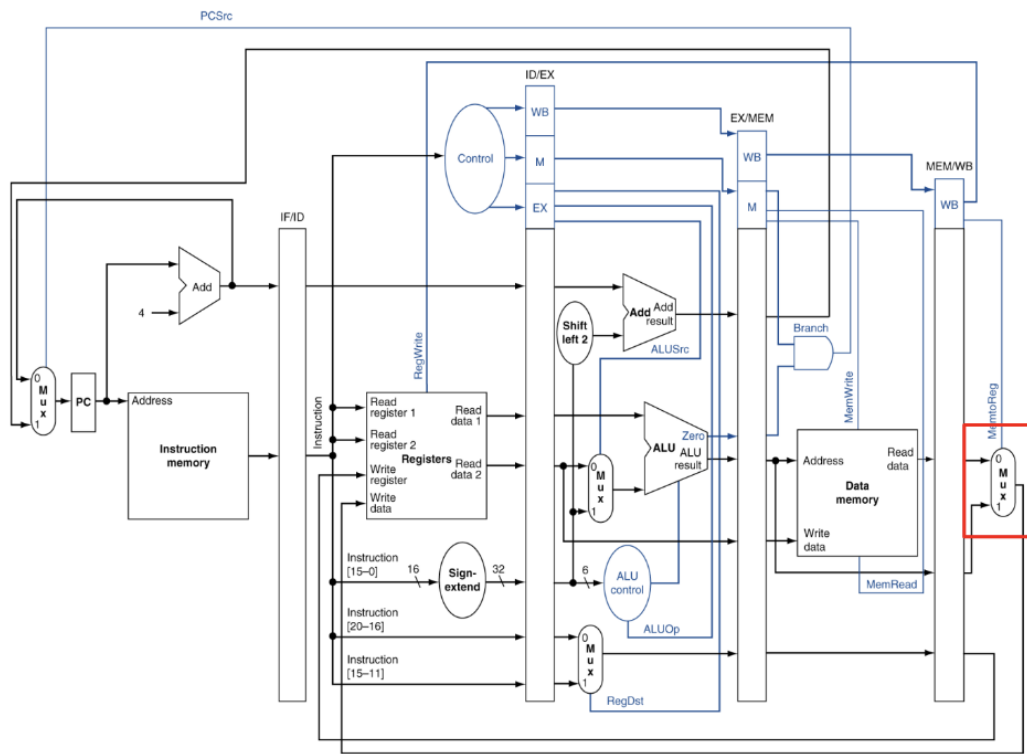 PCSrc
ID/EX
WB
EX/MEM
Control
M
WB
MEM/WB
EX
M
WB
IF/ID
Add
4
RegWrite
Shift
left 2
Add
Add
result
ALUSrc
Branch
MemWrite
MemtoReg
0
M
u
x
1
PC
Address
Instruction
memory
Instruction
Read
register 1
Read
register 2
Write
register
Write
data
Registers
Read
data 1
Read
data 2
0
M
u
x
1
Zero
ALU
ALU
result
Address
Read
data
Data
memory
Write
data
MemRead
0
M
u
x
1
Instruction
[15–0]
16
Sign-
extend
32
6
ALU
control
ALUOp
Instruction
[20–16]
Instruction
[15–11]
0
M
u
x
1
RegDst